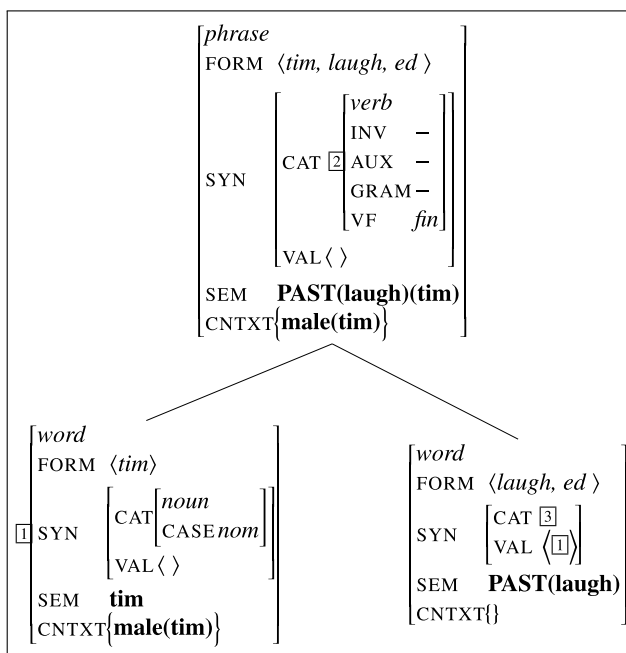 phrase
FORM ⟨tim, laugh, ed ⟩
verb
INV –
CAT 2 AUX –
SYN
GRAM –
VF fin
VAL ⟨ ⟩
SEM PAST(laugh)(tim)
CNTXT{male(tim)}
word
FORM ⟨tim⟩
noun
CAT
CASE nom
1 SYN
VAL ⟨ ⟩
SEM tim
CNTXT{male(tim)}
word
FORM ⟨laugh, ed ⟩
CAT 3
SYN
VAL ⟨1⟩
SEM PAST(laugh)
CNTXT{}